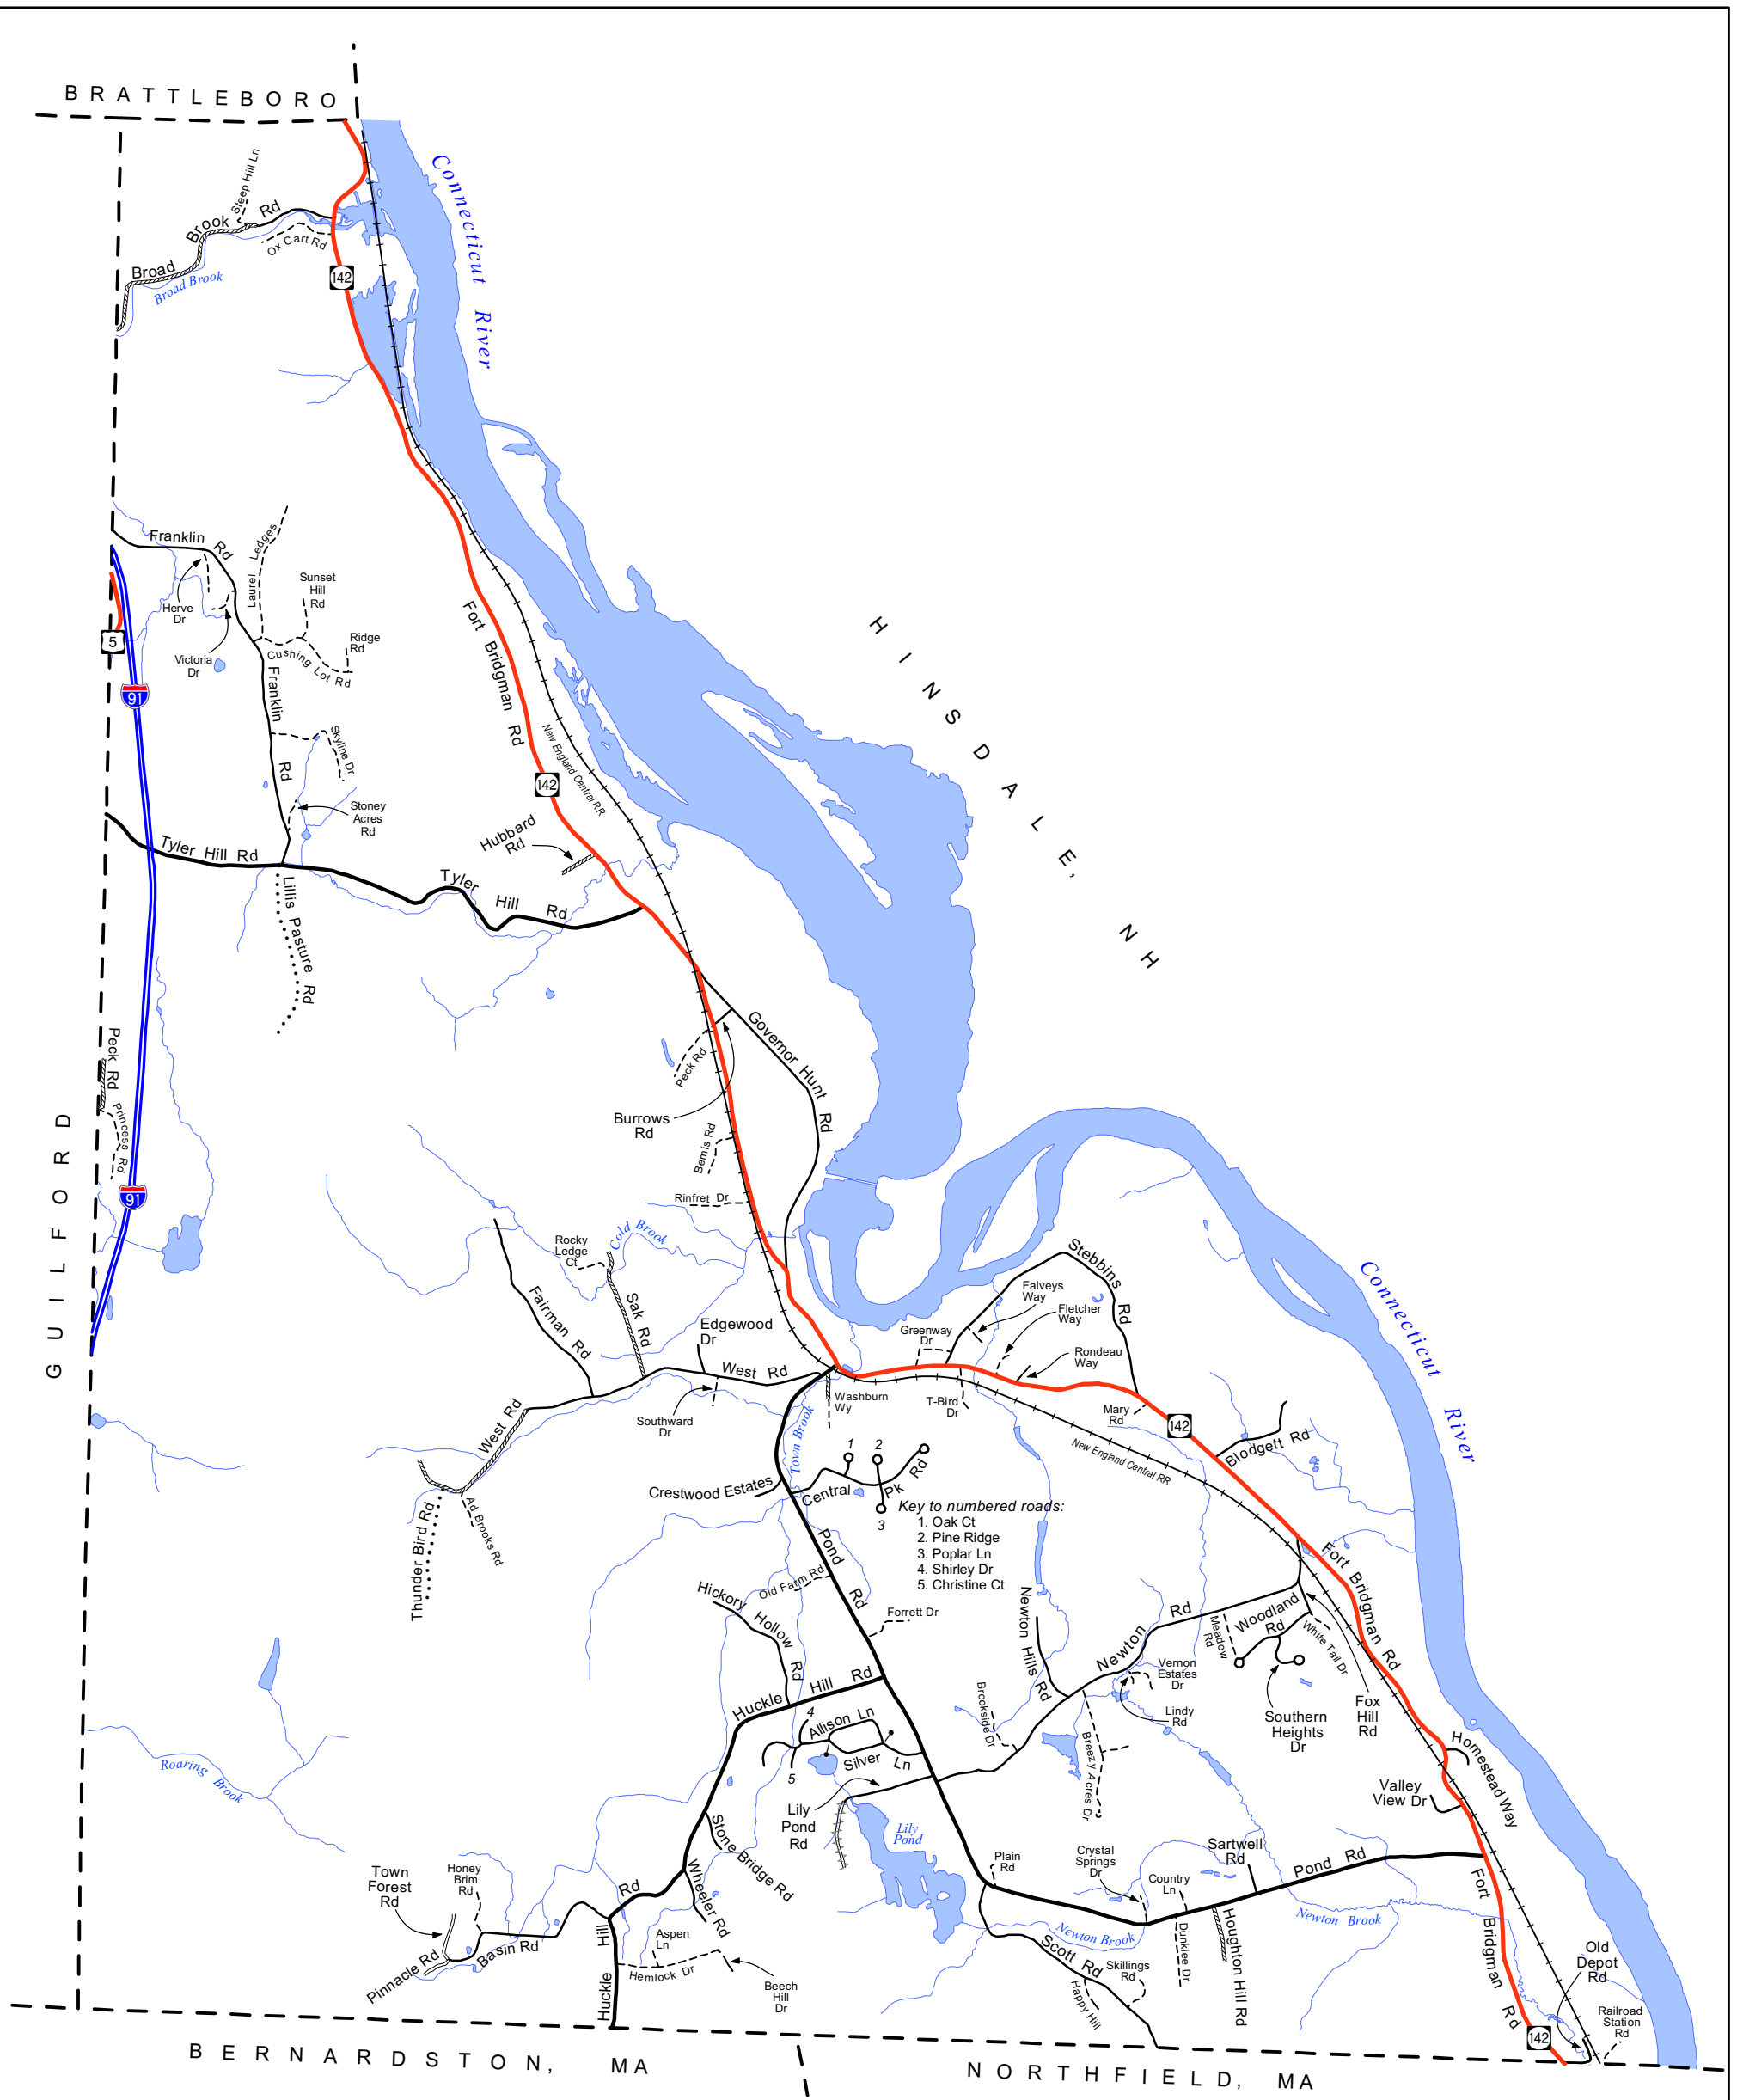 BRATTLEBORO
Steep Hill Ln
Broad Brook Rd
Ox Cart Rd
Broad Brook
142
Connecticut River
Franklin Rd
Laurel Ledges
Sunset
Hill
Rd
Herve
Dr
Victoria
Dr
Ridge
Rd
Cushing Lot Rd
5
91
Franklin Rd
Skyline Dr
Stoney
Acres
Rd
Fort Bridgman Rd
New England Central RR
142
HINSDALE, NH
Hubbard
Rd
Tyler Hill Rd
Tyler Hill Rd
Lillis Pasture Rd
Peck Rd
Princess Rd
91
GUILFORD
Governor Hunt Rd
Peck Rd
Burrows
Rd
Bemis Rd
Rinfret Dr
Cold Brook
Rocky
Ledge
Ct
Sak Rd
Fairman Rd
Edgewood
Dr
West Rd
Southward
Dr
West Rd
Ad Brooks Rd
Thunder Bird Rd
Stebbins Rd
Falveys
Way
Fletcher
Way
Greenway
Dr
Rondeau
Way
Washburn
Wy
T-Bird
Dr
Mary
Rd
142
Connecticut River
Blodgett Rd
New England Central RR
Town Brook
Crestwood Estates
Central Pk Rd
1
2
3
Key to numbered roads:
1. Oak Ct
2. Pine Ridge
3. Poplar Ln
4. Shirley Dr
5. Christine Ct
Pond Rd
Old Farm Rd
Hickory Hollow Rd
Forrett Dr
Newton Hills Rd
Newton Rd
Meadow
Rd
Woodland
Rd
White Tail Dr
Fort Bridgman Rd
Vernon
Estates
Dr
Lindy
Rd
Southern
Heights
Dr
Fox
Hill
Rd
Huckle Hill Rd
4
Allison Ln
Silver Ln
5
Brookside Dr
Breezy Acres Dr
Homestead Way
Valley
View Dr
Lily
Pond
Rd
Lily
Pond
Roaring Brook
Stone Bridge Rd
Wheeler Rd
Plain
Rd
Crystal
Springs
Dr
Country
Ln
Sartwell
Rd
Pond Rd
Town
Forest
Rd
Honey
Brim
Rd
Pinnacle Rd
Basin Rd
Huckle Hill Rd
Aspen
Ln
Hemlock Dr
Beech
Hill
Dr
Newton Brook
Scott Rd
Skillings
Rd
Happy Hill
Dunklee Dr
Houghton Hill Rd
Newton Brook
Fort Bridgman Rd
Old
Depot
Rd
Railroad
Station
Rd
142
BERNARDSTON, MA
NORTHFIELD, MA